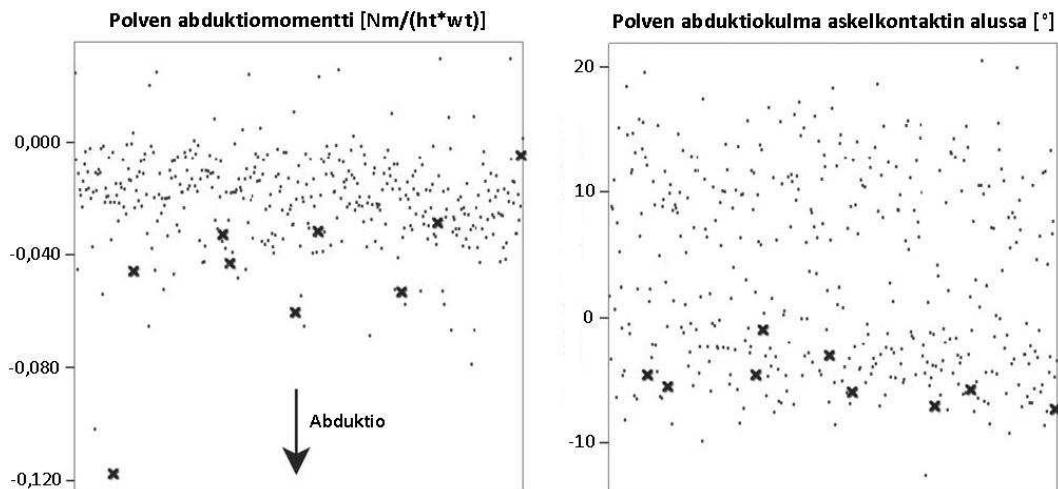 Polven abduktiomomentti [Nm/(ht*wt)]
0,000
-0,040
-0,080
-0,120
Abduktio
Polven abduktiokulma askelkontaktin alussa [°]
20
10
0
-10